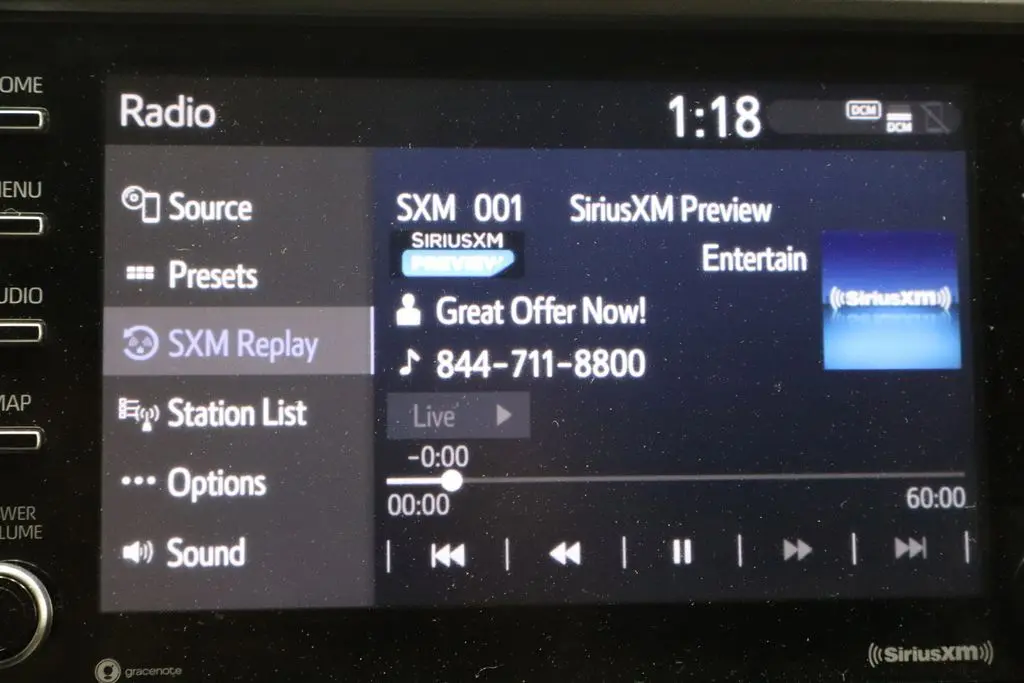 Radio
1:18
DCM
DCM
Source
Presets
SXM Replay
Station List
Options
Sound
SXM 001 SiriusXM Preview
SIRIUSXM
PREVIEW
Entertain
((SiriusXM))
Great Offer Now!
844-711-8800
Live
-0:00
00:00
60:00
gracenote
((SiriusXM))